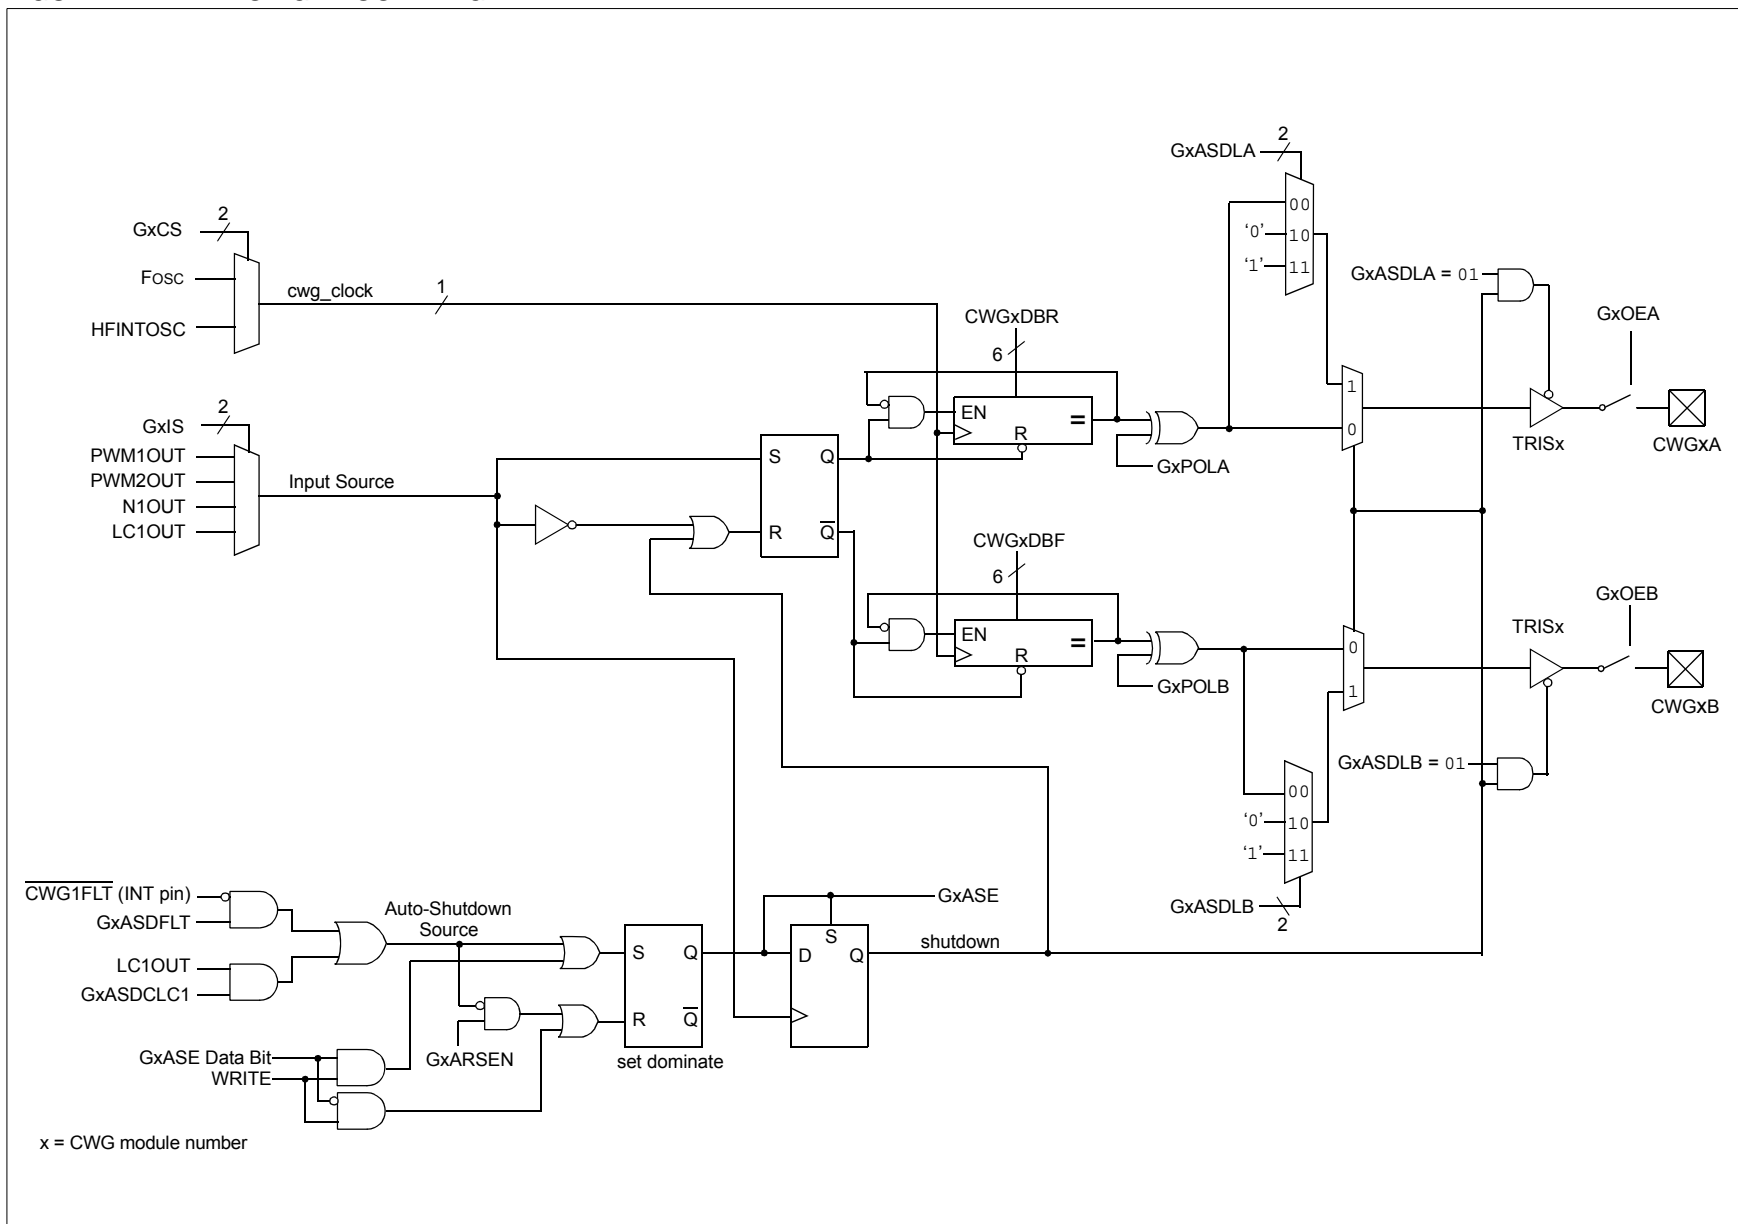 2
GxASDLA
2
GxCS
00
'0' 10
'1' 11
GxASDLA = 01
FOSC
cwg_clock
1
HFINTOSC
CWGxDBR
GxOEA
6
1
2
GxIS
EN
=
R
0
TRISx
CWGxA
PWM1OUT
S
Q
GxPOLA
PWM2OUT
Input Source
N1OUT
LC1OUT
R
Q
CWGxDBF
6
GxOEB
TRISx
EN
=
R
0
GxPOLB
1
CWGxB
GxASDLB = 01
00
'0' 10
'1' 11
CWG1FLT (INT pin)
GxASDFLT
Auto-Shutdown
Source
GxASE
GxASDLB
2
S
LC1OUT
S
Q
D
Q
shutdown
GxASDCLC1
R
Q
GxASE Data Bit
GxARSEN
set dominate
WRITE
x = CWG module number